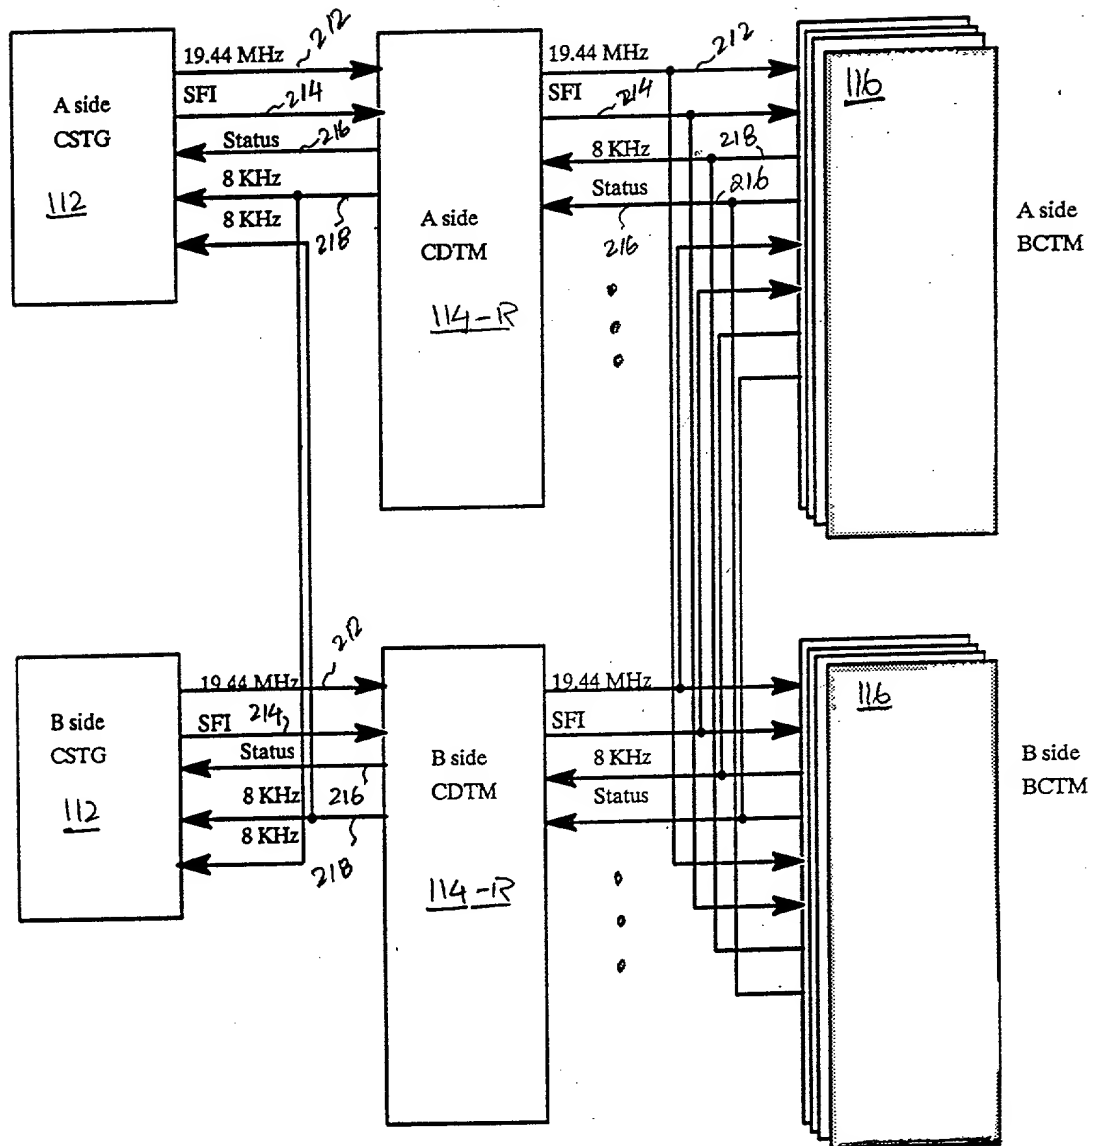 19.44 MHz 212
SFI
214
Status 216
8 KHz
8 KHz 218
A side
CSTG
112
A side
CDTM
114-R
19.44 MHz 212
SFI 214
8 KHz 218
Status 216
216
116
A side
BCTM
212
19.44 MHz
SFI 214
Status
8 KHz 216
8 KHz
218
B side
CSTG
112
B side
CDTM
114-R
19.44 MHz
SFI
8 KHz
Status
116
B side
BCTM